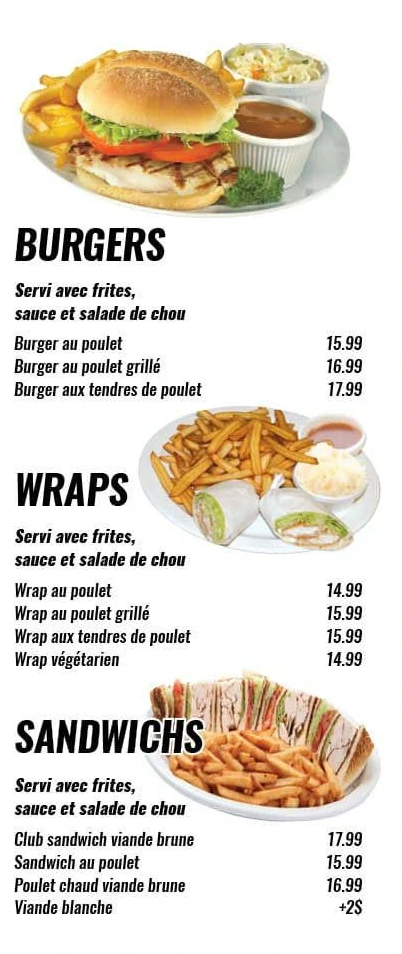 BURGERS
Servi avec frites,
sauce et salade de chou
Burger au poulet 15.99
Burger au poulet grillé 16.99
Burger aux tendres de poulet 17.99
WRAPS
Servi avec frites,
sauce et salade de chou
Wrap au poulet 14.99
Wrap au poulet grillé 15.99
Wrap aux tendres de poulet 15.99
Wrap végétarien 14.99
SANDWICHS
Servi avec frites,
sauce et salade de chou
Club sandwich viande brune 17.99
Sandwich au poulet 15.99
Poulet chaud viande brune 16.99
Viande blanche +2$